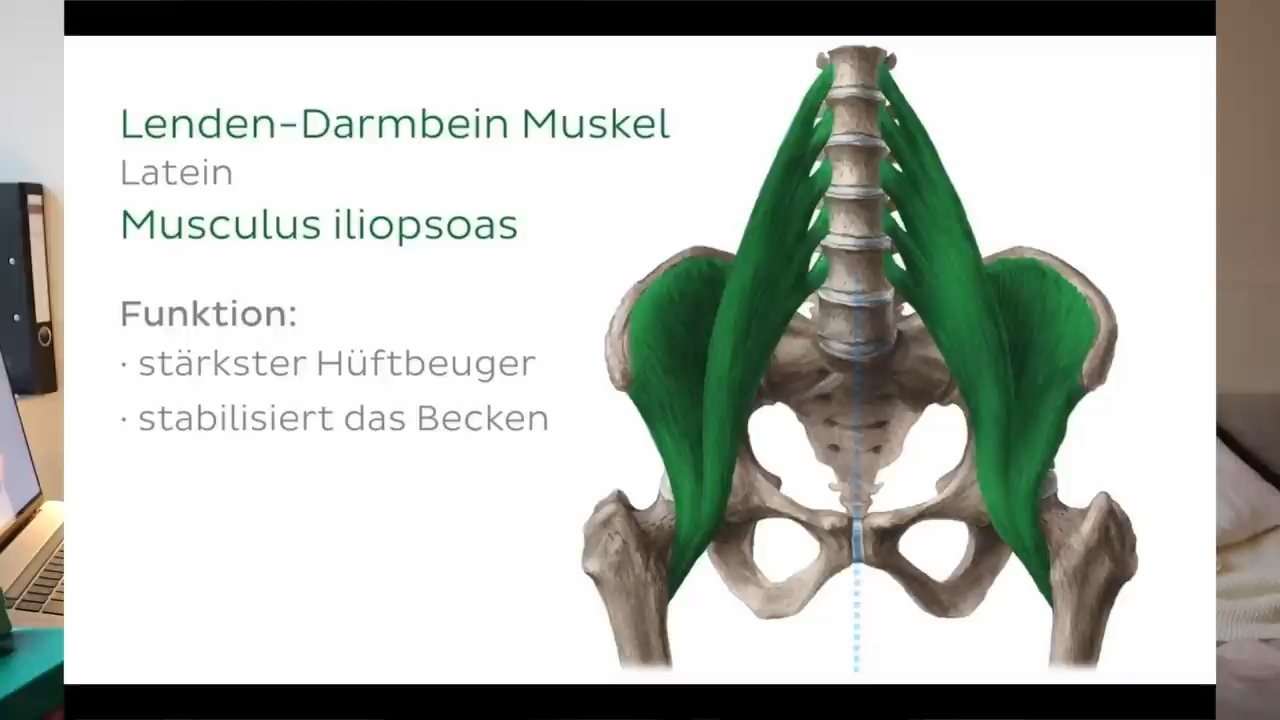 Lenden-Darmbein Muskel
Latein
Musculus iliopsoas
Funktion:
· stärkster Hüftbeuger
· stabilisiert das Becken